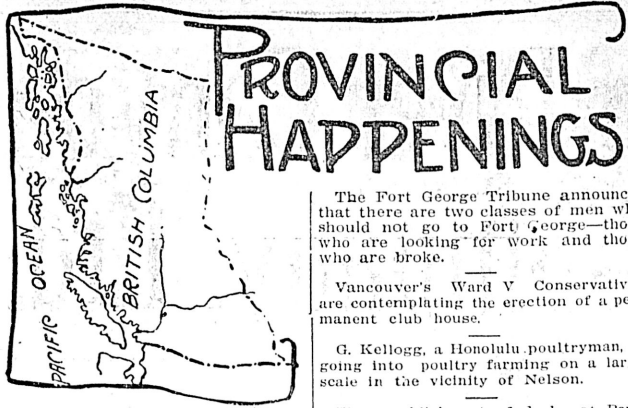 PROVINCIAL
HAPPENINGS
PACIFIC OCEAN
BRITISH COLUMBIA
The Fort George Tribune announc
that there are two classes of men wh
should not go to Fort George—tho
who are looking for work and tho
who are broke.
Vancouver's Ward V Conservativ
are contemplating the erection of a pe
manent club house.
G. Kellogg, a Honolulu poultryman,
going into poultry farming on a lar
scale in the vicinity of Nelson.